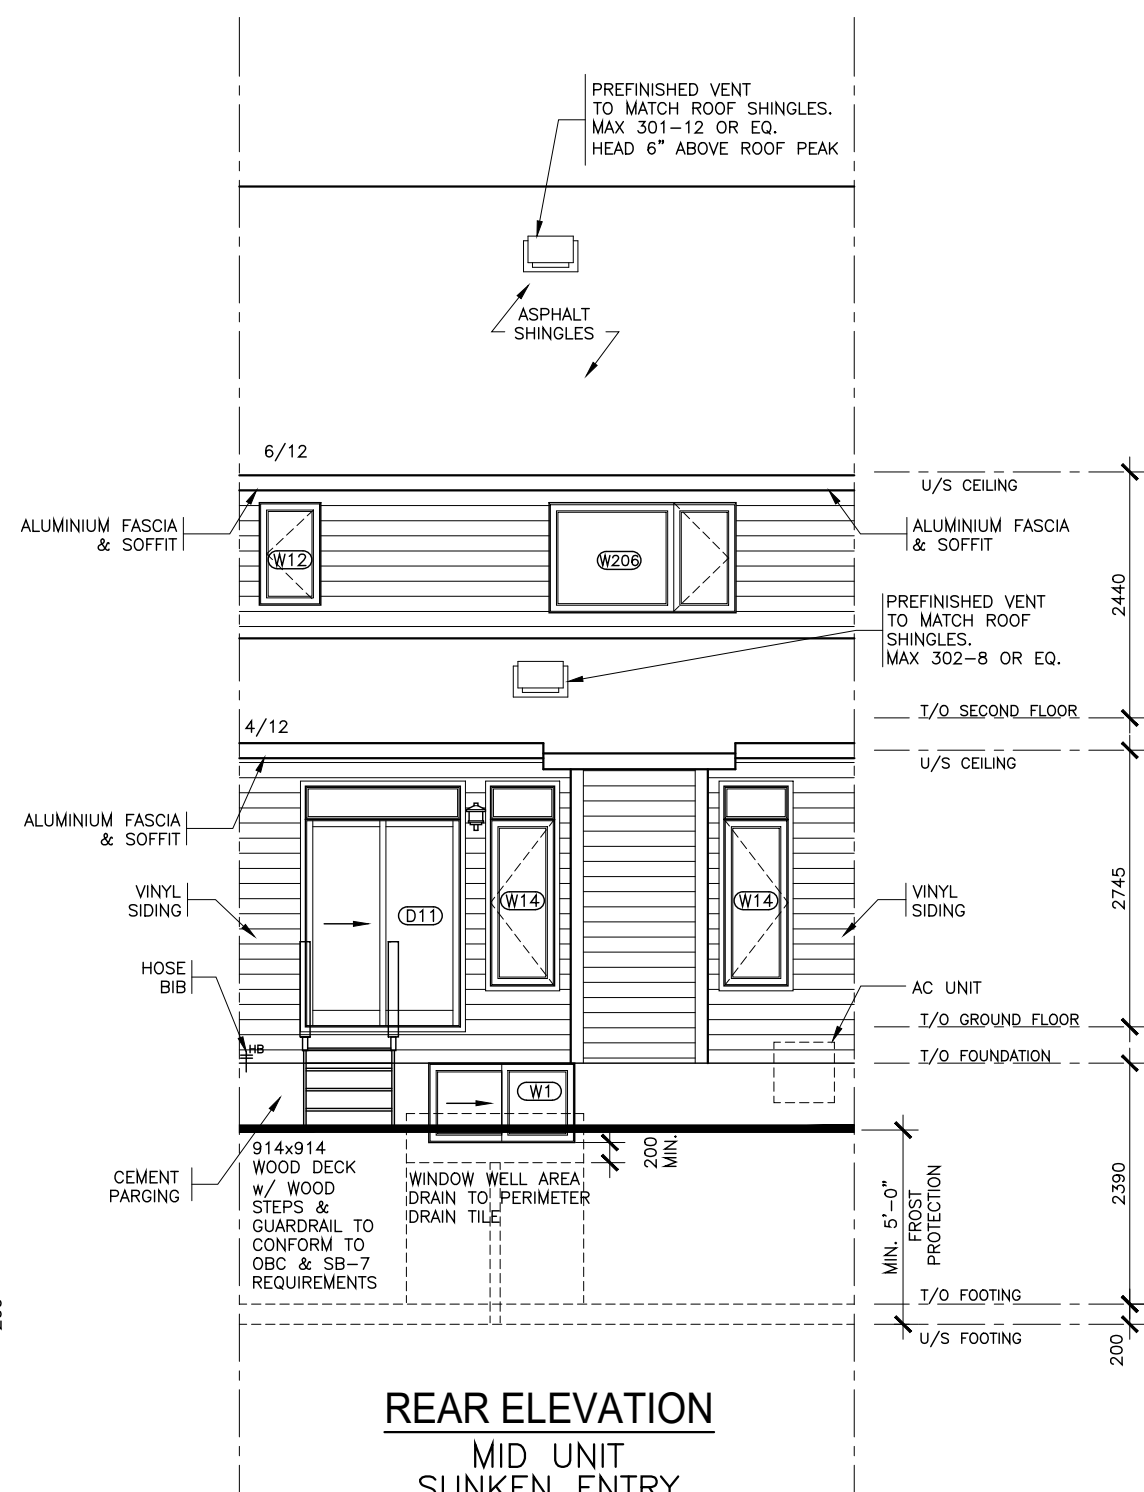 PREFINISHED VENT
TO MATCH ROOF SHINGLES.
MAX 301-12 OR EQ.
HEAD 6" ABOVE ROOF PEAK
ASPHALT
SHINGLES
6/12
U/S CEILING
ALUMINIUM FASCIA
& SOFFIT
ALUMINIUM FASCIA
& SOFFIT
W12
W206
2440
PREFINISHED VENT
TO MATCH ROOF
SHINGLES.
MAX 302-8 OR EQ.
T/O SECOND FLOOR
4/12
U/S CEILING
ALUMINIUM FASCIA
& SOFFIT
VINYL
SIDING
D11
W14
W14
VINYL
SIDING
2745
HOSE
BIB
AC UNIT
T/O GROUND FLOOR
HB
T/O FOUNDATION
W1
914x914
WOOD DECK
w/ WOOD
STEPS &
GUARDRAIL TO
CONFORM TO
OBC & SB-7
REQUIREMENTS
200
MIN.
CEMENT
PARGING
WINDOW WELL AREA
DRAIN TO PERIMETER
DRAIN TILE
MIN. 5'-0"
FROST
PROTECTION
2390
T/O FOOTING
U/S FOOTING
200
REAR ELEVATION
MID UNIT
SUNKEN ENTRY